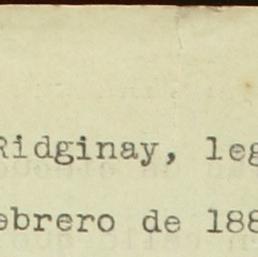 Ridginay, leg
ebrero de 188